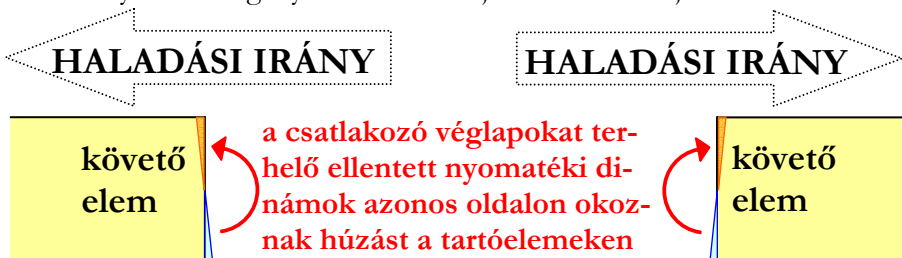 HALADÁSI IRÁNY HALADÁSI IRÁNY
követő
elem
a csatlakozó véglapokat ter-
helő ellentett nyomatéki di-
námok azonos oldalon okoz-
nak húzást a tartóelemeken
követő
elem